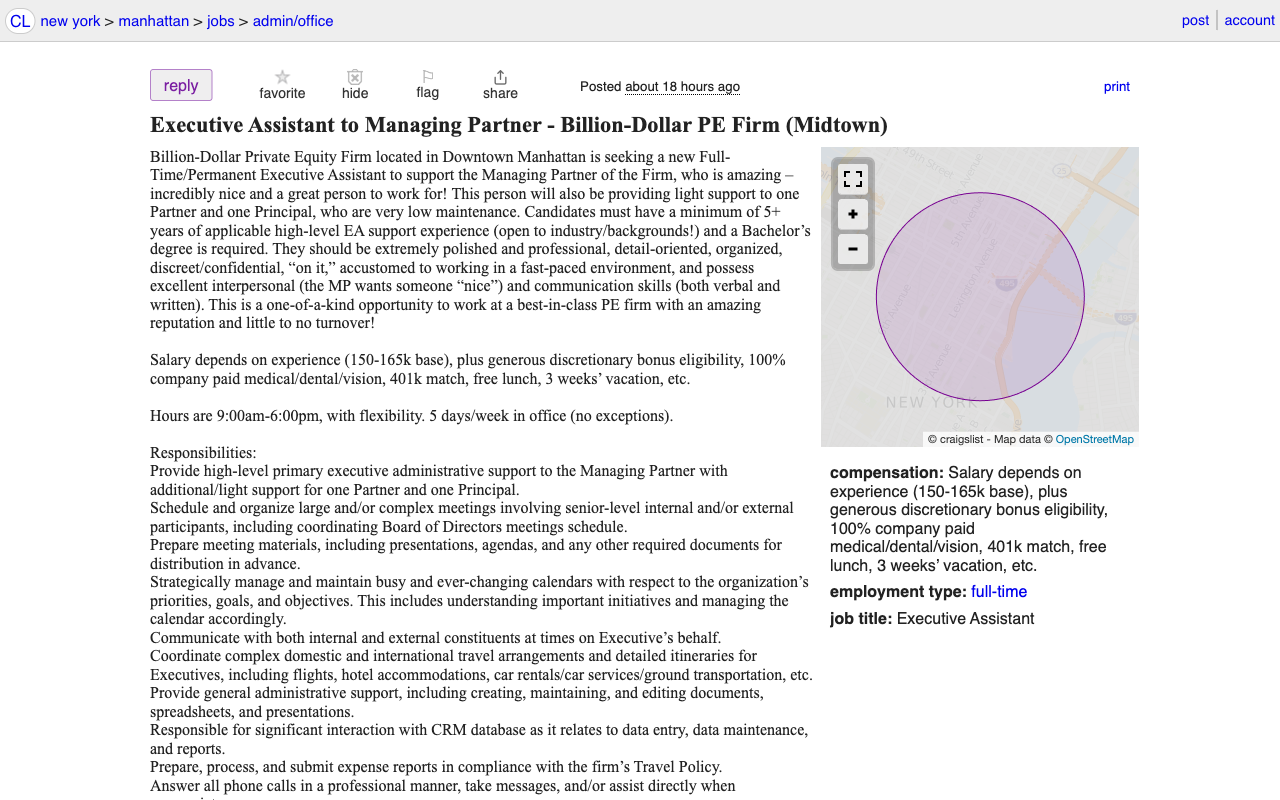 CL new york > manhattan > jobs > admin/office
post account
reply
favorite
hide
flag
share
Posted about 18 hours ago
print
Executive Assistant to Managing Partner - Billion-Dollar PE Firm (Midtown)
Billion-Dollar Private Equity Firm located in Downtown Manhattan is seeking a new Full-
Time/Permanent Executive Assistant to support the Managing Partner of the Firm, who is amazing –
incredibly nice and a great person to work for! This person will also be providing light support to one
Partner and one Principal, who are very low maintenance. Candidates must have a minimum of 5+
years of applicable high-level EA support experience (open to industry/backgrounds!) and a Bachelor’s
degree is required. They should be extremely polished and professional, detail-oriented, organized,
discreet/confidential, “on it,” accustomed to working in a fast-paced environment, and possess
excellent interpersonal (the MP wants someone “nice”) and communication skills (both verbal and
written). This is a one-of-a-kind opportunity to work at a best-in-class PE firm with an amazing
reputation and little to no turnover!
Salary depends on experience (150-165k base), plus generous discretionary bonus eligibility, 100%
company paid medical/dental/vision, 401k match, free lunch, 3 weeks’ vacation, etc.
Hours are 9:00am-6:00pm, with flexibility. 5 days/week in office (no exceptions).
Responsibilities:
Provide high-level primary executive administrative support to the Managing Partner with
additional/light support for one Partner and one Principal.
Schedule and organize large and/or complex meetings involving senior-level internal and/or external
participants, including coordinating Board of Directors meetings schedule.
Prepare meeting materials, including presentations, agendas, and any other required documents for
distribution in advance.
Strategically manage and maintain busy and ever-changing calendars with respect to the organization’s
priorities, goals, and objectives. This includes understanding important initiatives and managing the
calendar accordingly.
Communicate with both internal and external constituents at times on Executive’s behalf.
Coordinate complex domestic and international travel arrangements and detailed itineraries for
Executives, including flights, hotel accommodations, car rentals/car services/ground transportation, etc.
Provide general administrative support, including creating, maintaining, and editing documents,
spreadsheets, and presentations.
Responsible for significant interaction with CRM database as it relates to data entry, data maintenance,
and reports.
Prepare, process, and submit expense reports in compliance with the firm’s Travel Policy.
Answer all phone calls in a professional manner, take messages, and/or assist directly when
+
−
NEW YORK
© craigslist - Map data © OpenStreetMap
compensation: Salary depends on
experience (150-165k base), plus
generous discretionary bonus eligibility,
100% company paid
medical/dental/vision, 401k match, free
lunch, 3 weeks’ vacation, etc.
employment type: full-time
job title: Executive Assistant